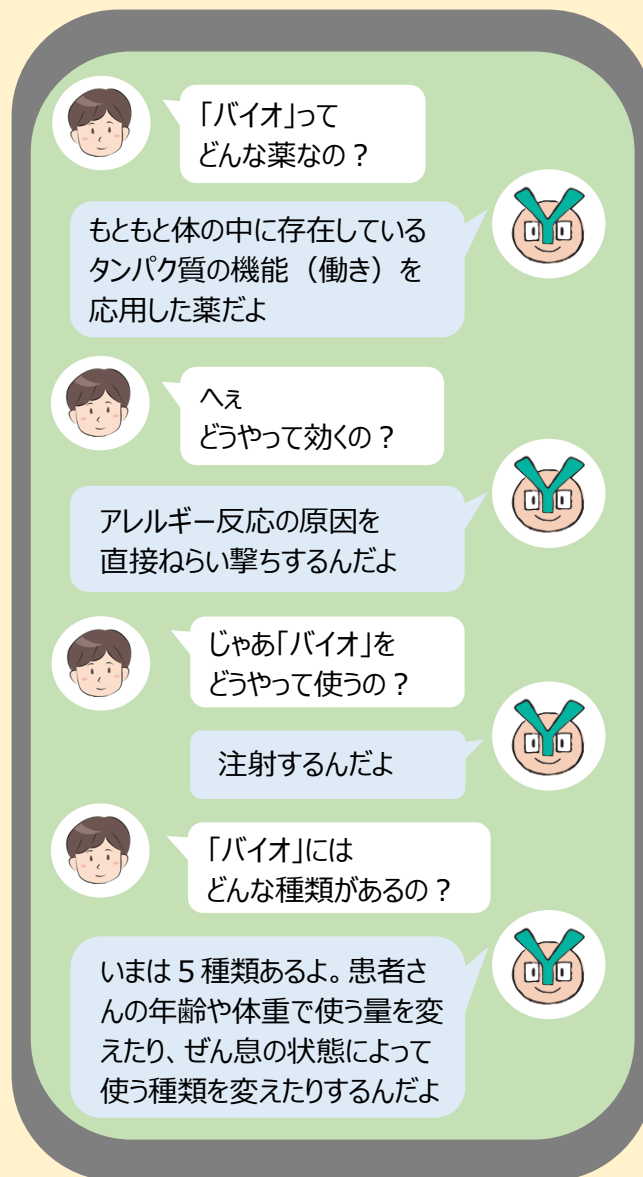 「バイオ」って
どんな薬なの？
もともと体の中に存在している
タンパク質の機能（働き）を
応用した薬だよ
へぇ
どうやって効くの？
アレルギー反応の原因を
直接ねらい撃ちするんだよ
じゃあ「バイオ」を
どうやって使うの？
注射するんだよ
「バイオ」には
どんな種類があるの？
いまは５種類あるよ。患者さ
んの年齢や体重で使う量を変
えたり、ぜん息の状態によって
使う種類を変えたりするんだよ